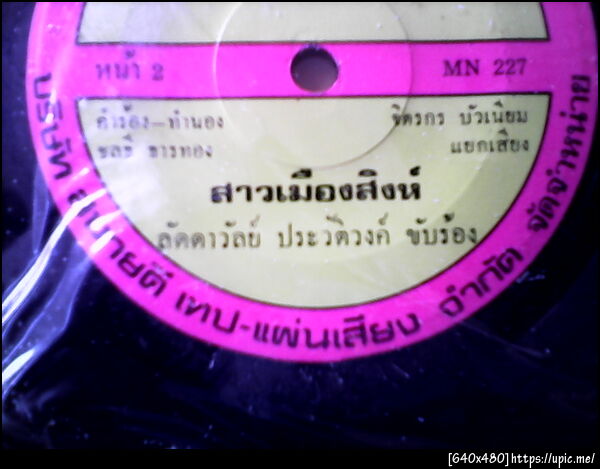 หน้า 2
MN 227
คำร้อง-ทำนอง
ชลธี ธารทอง
จิตรกร บัวเนียม
แยกเสียง
สาวเมืองสิงห์
ลัดดาวัลย์ ประวัติวงศ์ ขับร้อง
บริษัท สบายดี เทป-แผ่นเสียง จำกัด จัดจำหน่าย
[640x480]https://upic.me/